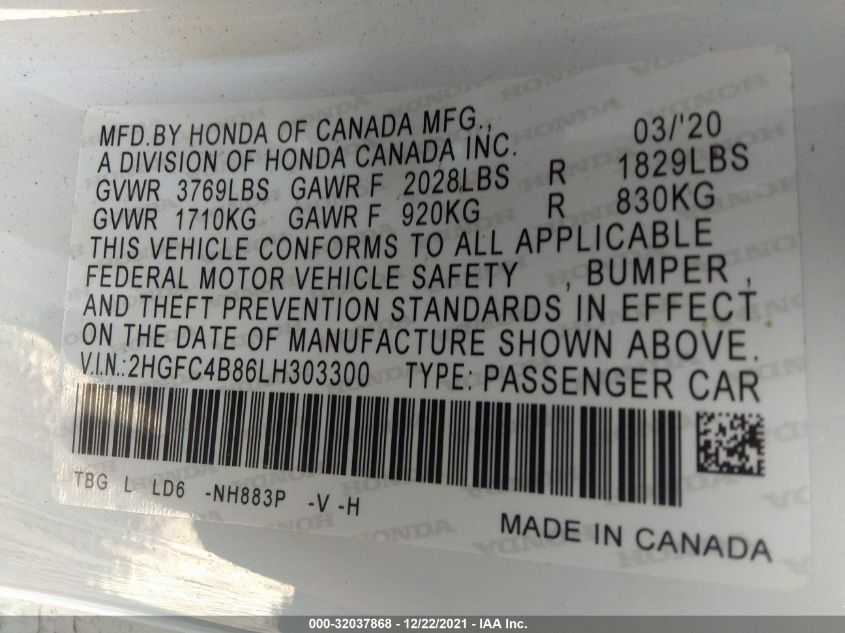 MFD.BY HONDA OF CANADA MFG., 03/'20
A DIVISION OF HONDA CANADA INC.
GVWR 3769LBS GAWR F 2028LBS R 1829LBS
GVWR 1710KG GAWR F 920KG R 830KG
THIS VEHICLE CONFORMS TO ALL APPLICABLE
FEDERAL MOTOR VEHICLE SAFETY , BUMPER ,
AND THEFT PREVENTION STANDARDS IN EFFECT
ON THE DATE OF MANUFACTURE SHOWN ABOVE.
V.I.N.:2HGFC4B86LH303300 TYPE: PASSENGER CAR
TBG L LD6 -NH883P -V -H
MADE IN CANADA
000-32037868 - 12/22/2021 - IAA Inc.